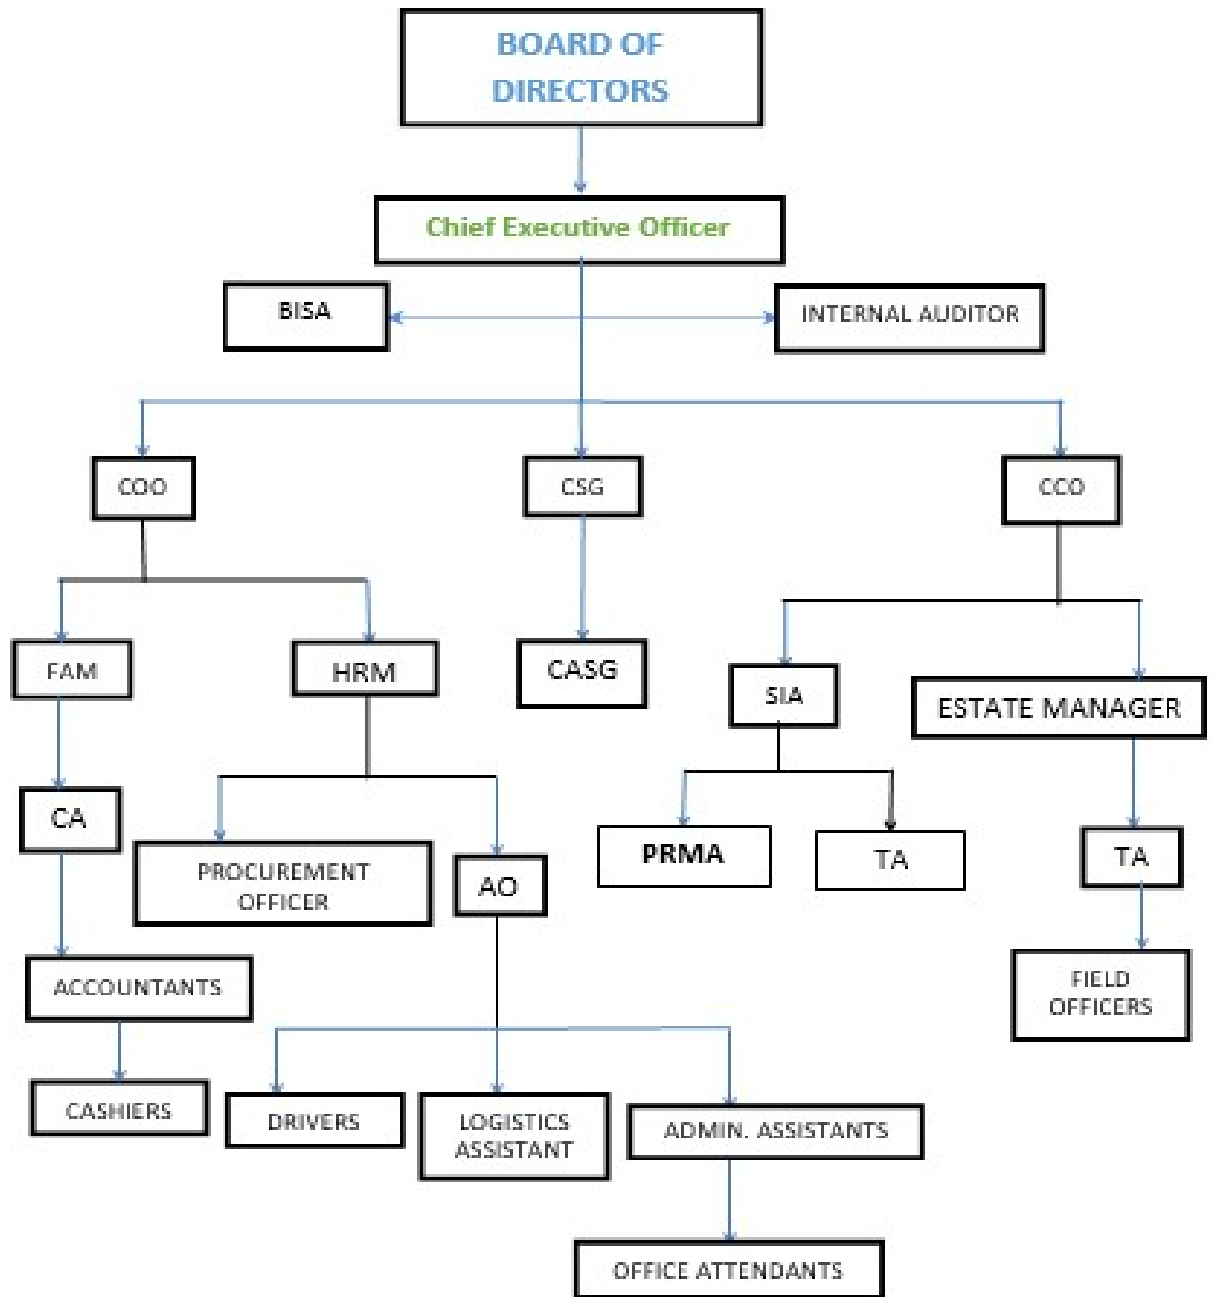 BOARD OF
DIRECTORS
Chief Executive Officer
BISA
INTERNAL AUDITOR
COO
CSG
CCO
FAM
HRM
CASG
SIA
ESTATE MANAGER
CA
PROCUREMENT
OFFICER
AO
PRMA
TA
TA
ACCOUNTANTS
FIELD
OFFICERS
CASHIERS
DRIVERS
LOGISTICS
ASSISTANT
ADMIN. ASSISTANTS
OFFICE ATTENDANTS